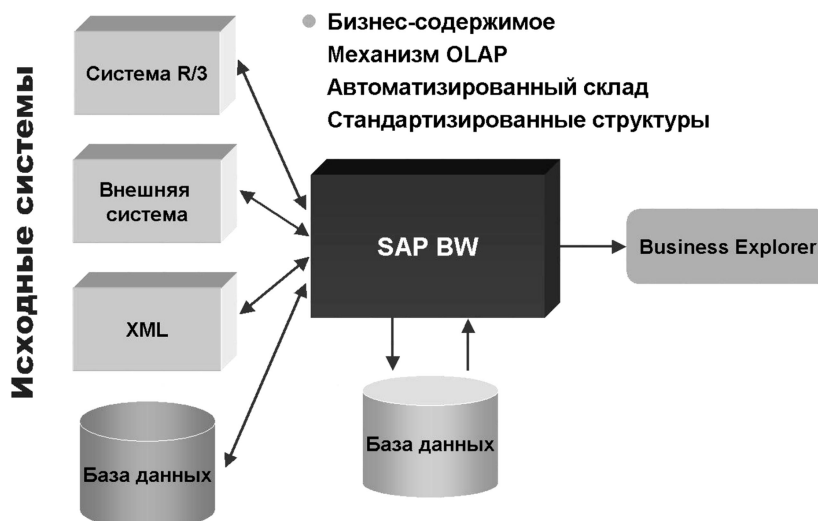 Исходные системы
Система R/3
Внешняя
система
XML
База данных
Бизнес-содержимое
Механизм OLAP
Автоматизированный склад
Стандартизированные структуры
SAP BW
База данных
Business Explorer